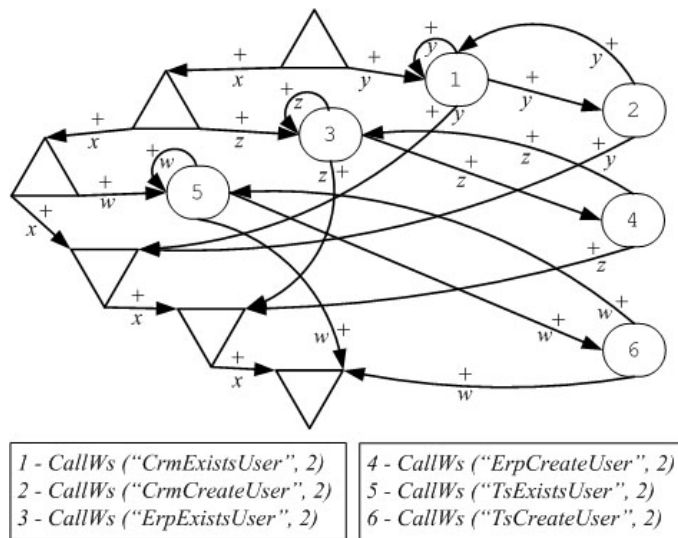 + x + y + y 1 + y + y 2
+ x + z + z 3 + z + y + z + y
+ x + w + w 5 z + + z 4
+ x + z
+ x w + w + w + 6
+ x + w
1 - CallWs (“CrmExistsUser”, 2)
2 - CallWs (“CrmCreateUser”, 2)
3 - CallWs (“ErpExistsUser”, 2)
4 - CallWs (“ErpCreateUser”, 2)
5 - CallWs (“TsExistsUser”, 2)
6 - CallWs (“TsCreateUser”, 2)